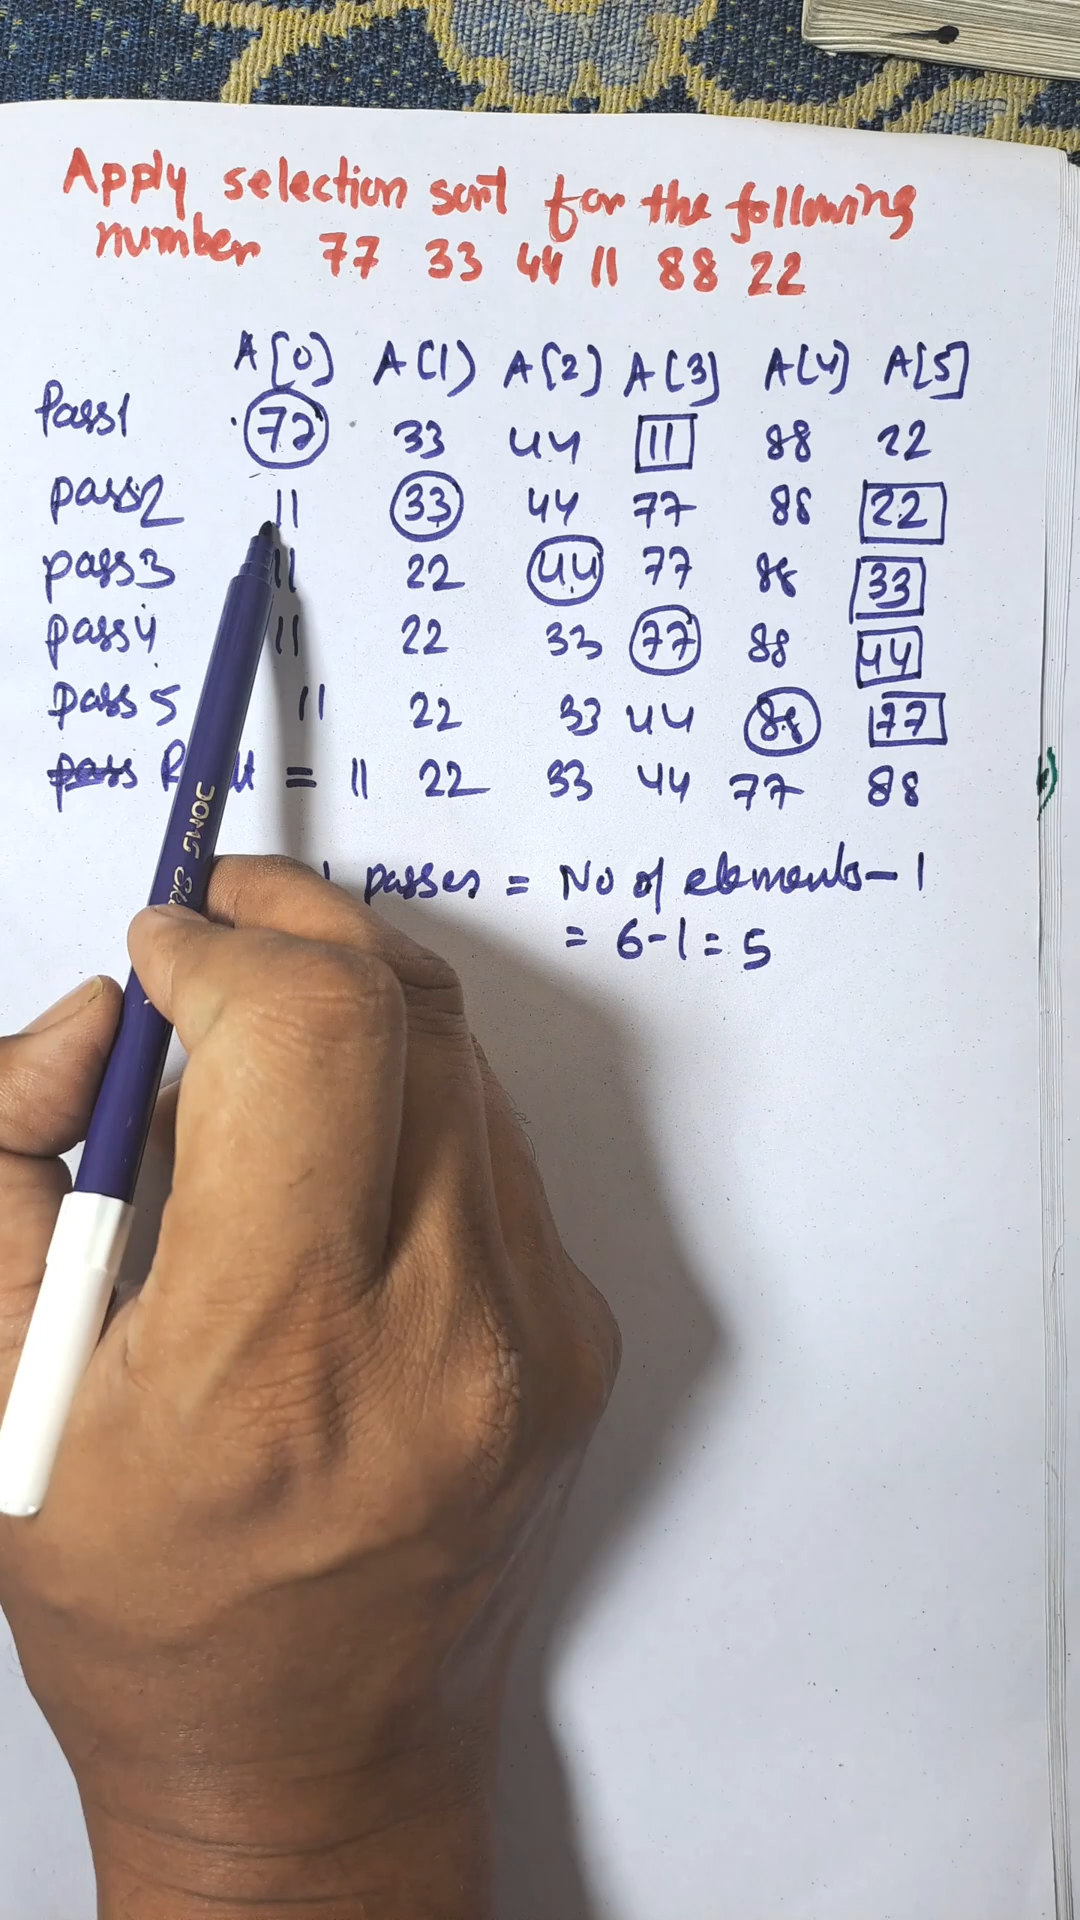 Apply selection sort for the following
number 77 33 44 11 88 22
A[0] A[1] A[2] A[3] A[4] A[5]
Pass1 77 33 44 11 88 22
pass2 11 33 44 77 88 22
pass3 11 22 44 77 88 33
pass4 11 22 33 77 88 44
pass 5 11 22 33 44 88 77
pass = 11 22 33 44 77 88
passes = No of elements - 1
= 6-1 = 5
DOMS